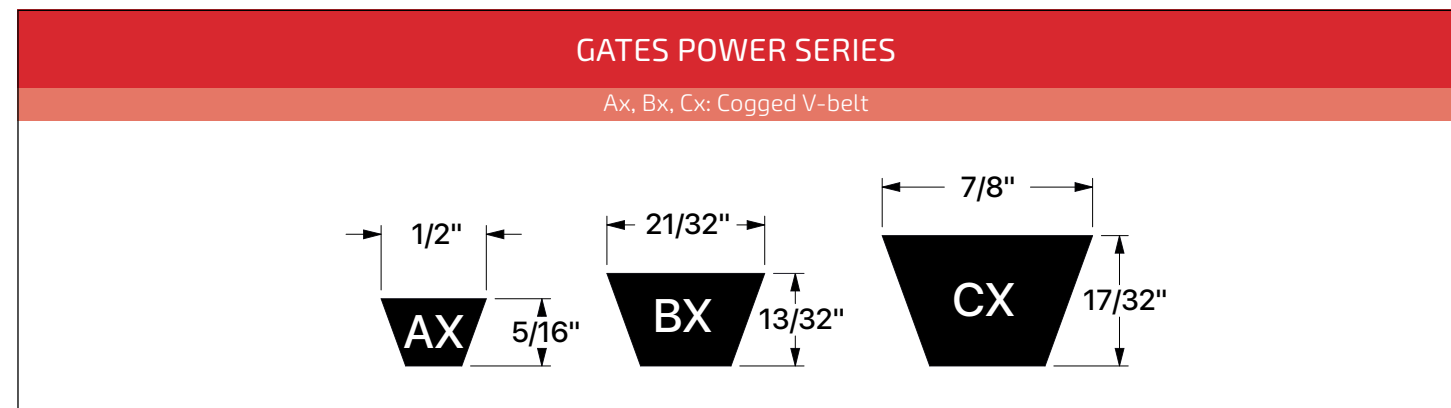 GATES POWER SERIES
Ax, Bx, Cx: Cogged V-belt
1/2"
AX
5/16"
21/32"
BX
13/32"
7/8"
CX
17/32"